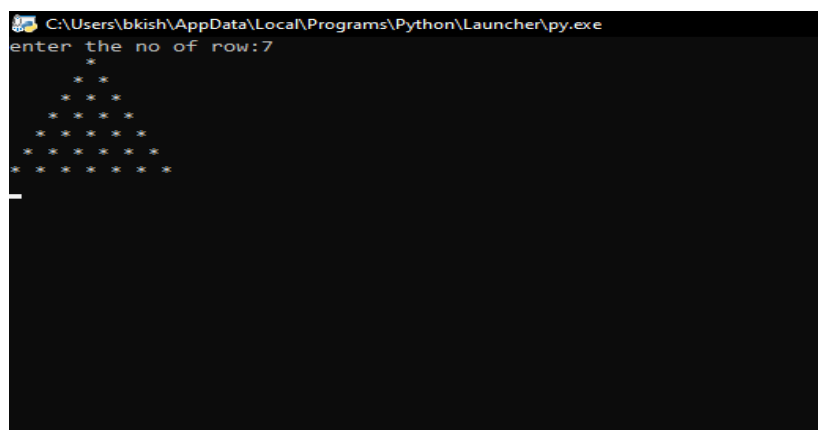 C:\Users\bkish\AppData\Local\Programs\Python\Launcher\py.exe
enter the no of row:7
      *
     * *
    * * *
   * * * *
  * * * * *
 * * * * * *
* * * * * * *